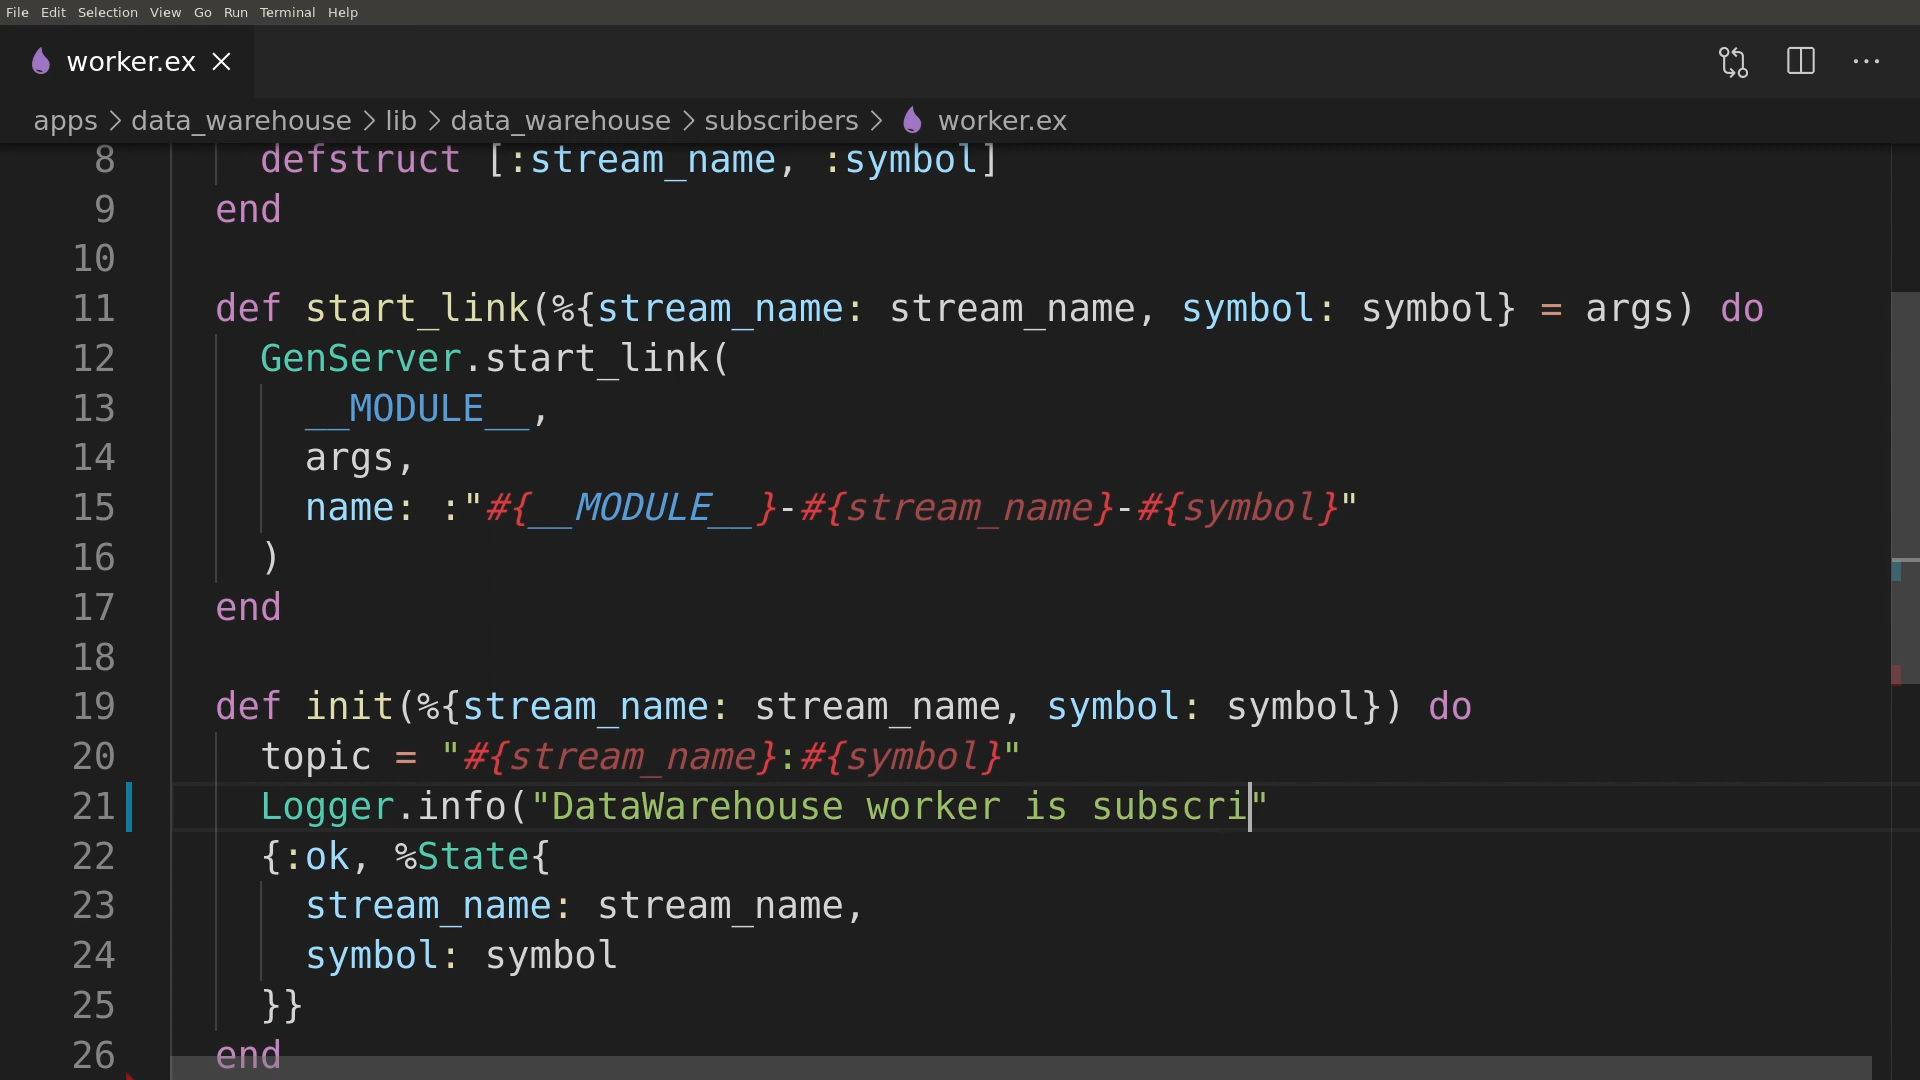 File Edit Selection View Go Run Terminal Help
worker.ex
apps > data_warehouse > lib > data_warehouse > subscribers > worker.ex
8 defstruct [:stream_name, :symbol]
9 end
10
11 def start_link(%{stream_name: stream_name, symbol: symbol} = args) do
12 GenServer.start_link(
13 __MODULE__,
14 args,
15 name: :"#{__MODULE__}-#{stream_name}-#{symbol}"
16 )
17 end
18
19 def init(%{stream_name: stream_name, symbol: symbol}) do
20 topic = "#{stream_name}:#{symbol}"
21 Logger.info("DataWarehouse worker is subscri"
22 {:ok, %State{
23 stream_name: stream_name,
24 symbol: symbol
25 }}
26 end